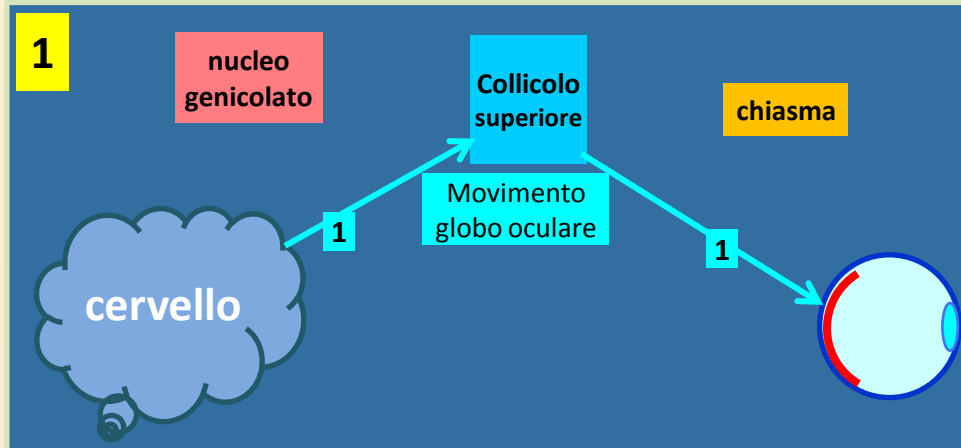 1
nucleo
genicolato
Collicolo
superiore
chiasma
Movimento
globo oculare
1
1
cervello